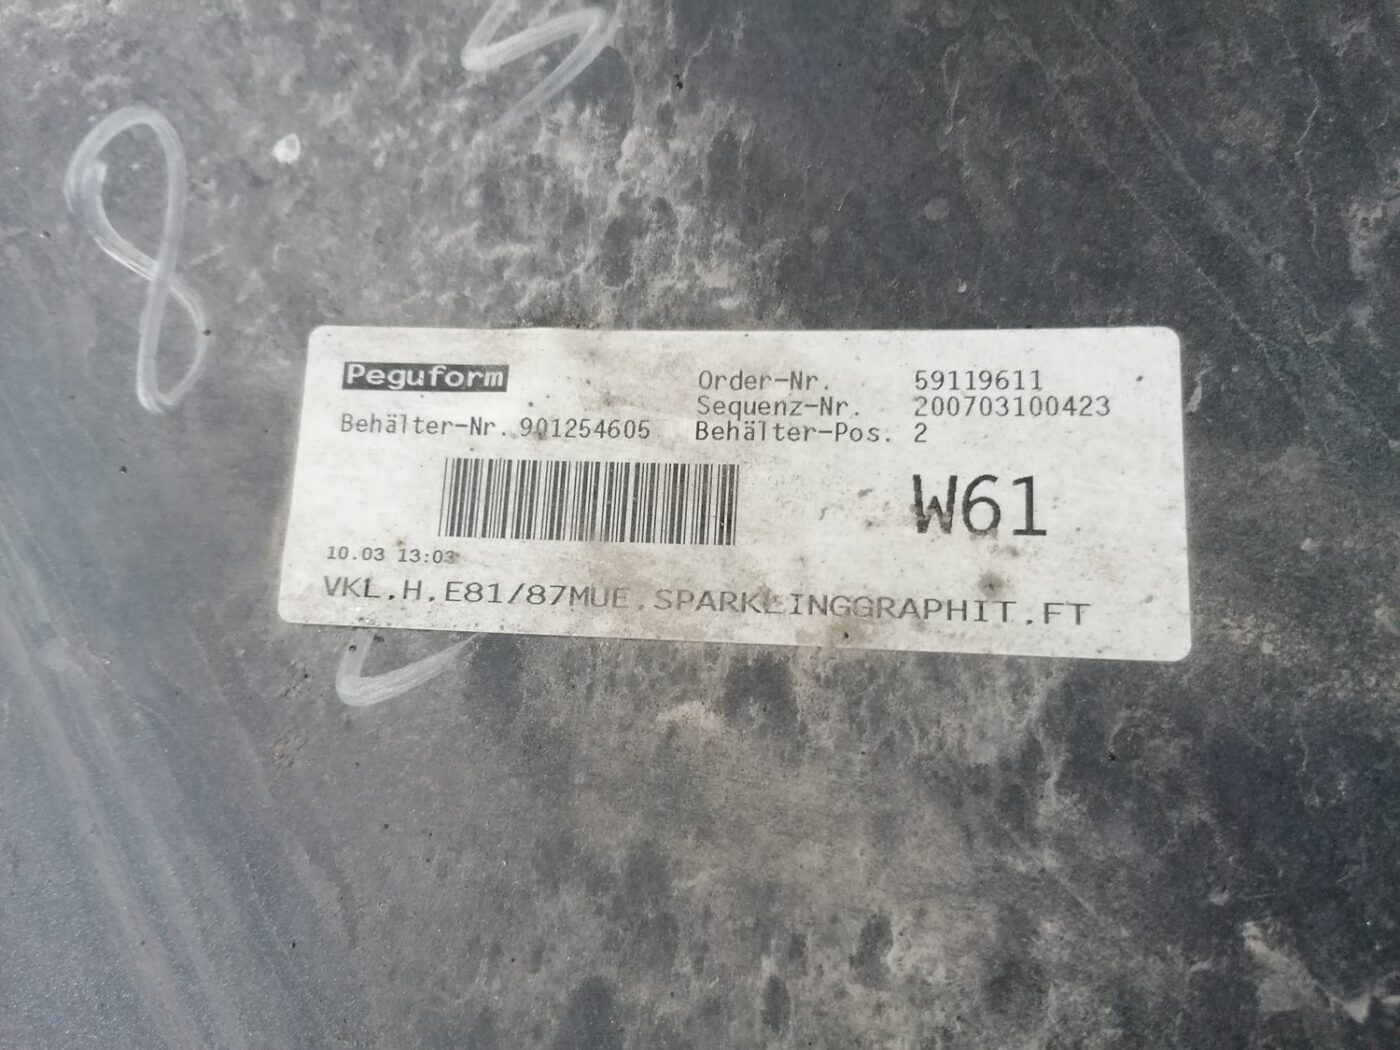 8
Peguform
Order-Nr. 59119611
Sequenz-Nr. 200703100423
Behälter-Nr. 901254605 Behälter-Pos. 2
W61
10.03 13:03
VKL.H.E81/87MUE.SPARKLINGGRAPHIT.FT